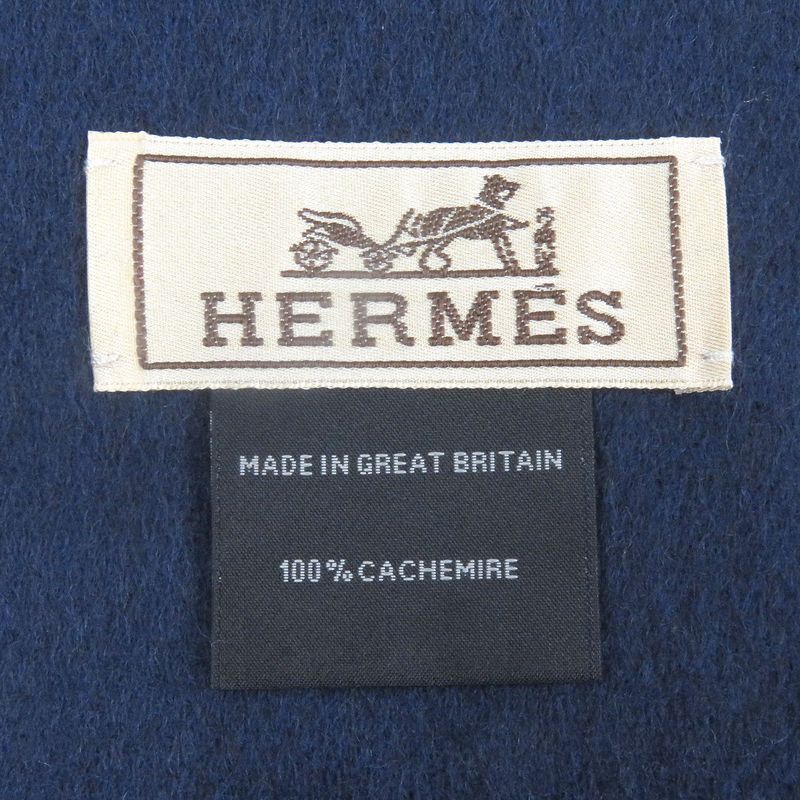 HERMÈS
MADE IN GREAT BRITAIN
100% CACHEMIRE